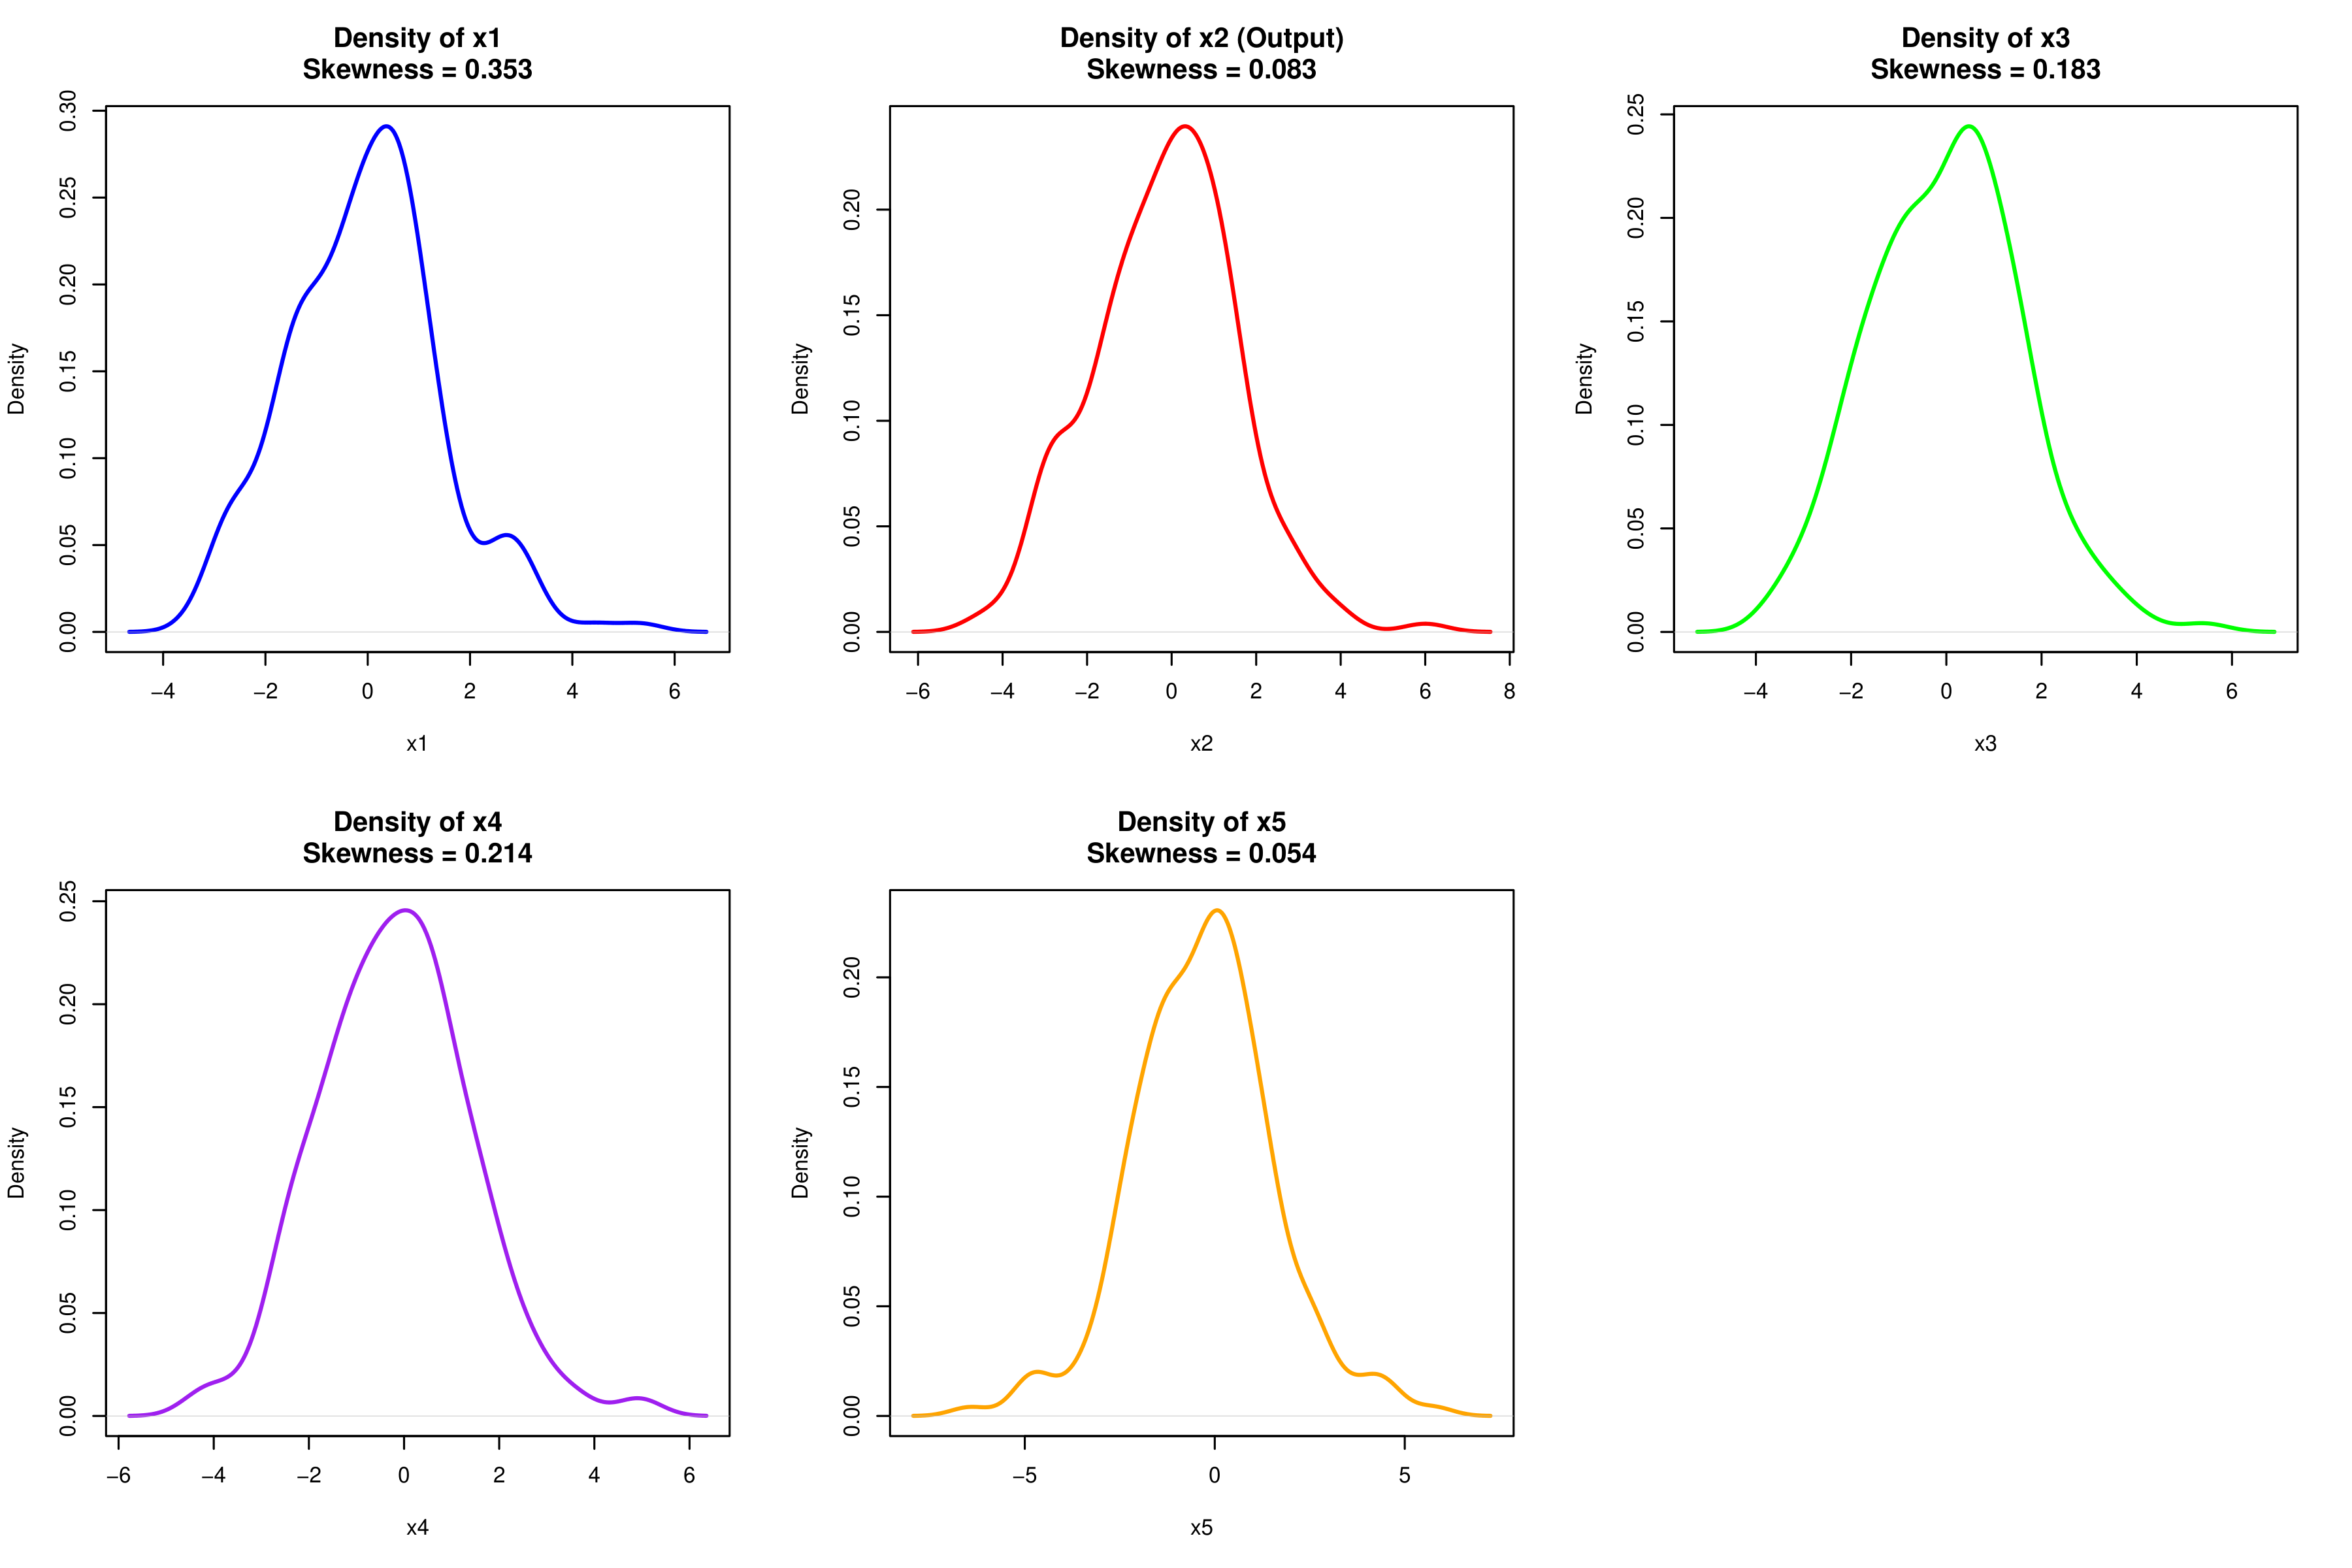 Density of x1
Skewness = 0.353
Density
0.00 0.05 0.10 0.15 0.20 0.25 0.30
−4 −2 0 2 4 6
x1
Density of x2 (Output)
Skewness = 0.083
Density
0.00 0.05 0.10 0.15 0.20
−6 −4 −2 0 2 4 6 8
x2
Density of x3
Skewness = 0.183
Density
0.00 0.05 0.10 0.15 0.20 0.25
−4 −2 0 2 4 6
x3
Density of x4
Skewness = 0.214
Density
0.00 0.05 0.10 0.15 0.20 0.25
−6 −4 −2 0 2 4 6
x4
Density of x5
Skewness = 0.054
Density
0.00 0.05 0.10 0.15 0.20
−5 0 5
x5